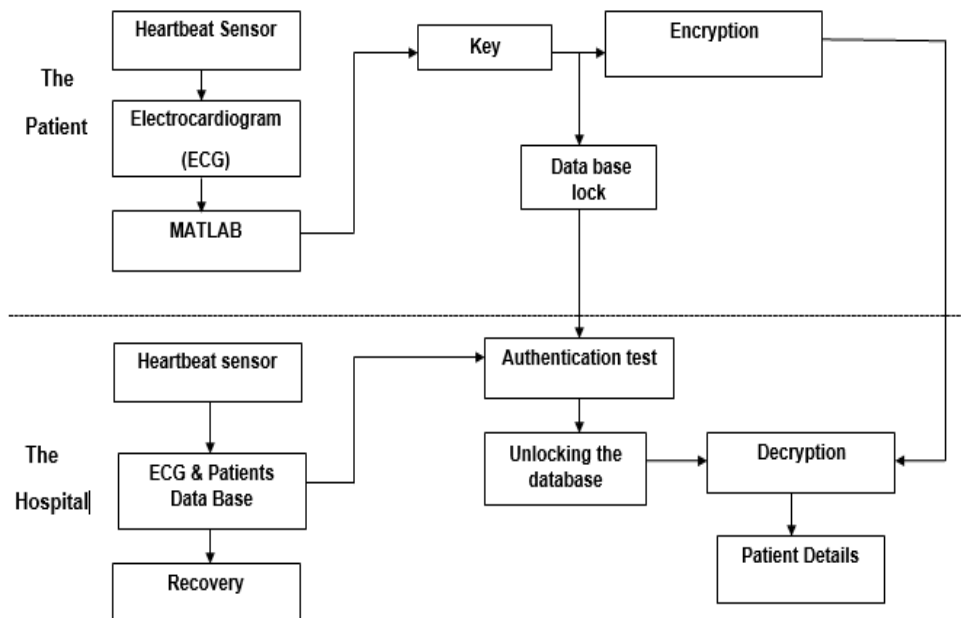 The
Patient
Heartbeat Sensor
Electrocardiogram
(ECG)
MATLAB
Key
Encryption
Data base
lock
The
Hospital
Heartbeat sensor
ECG & Patients
Data Base
Recovery
Authentication test
Unlocking the
database
Decryption
Patient Details